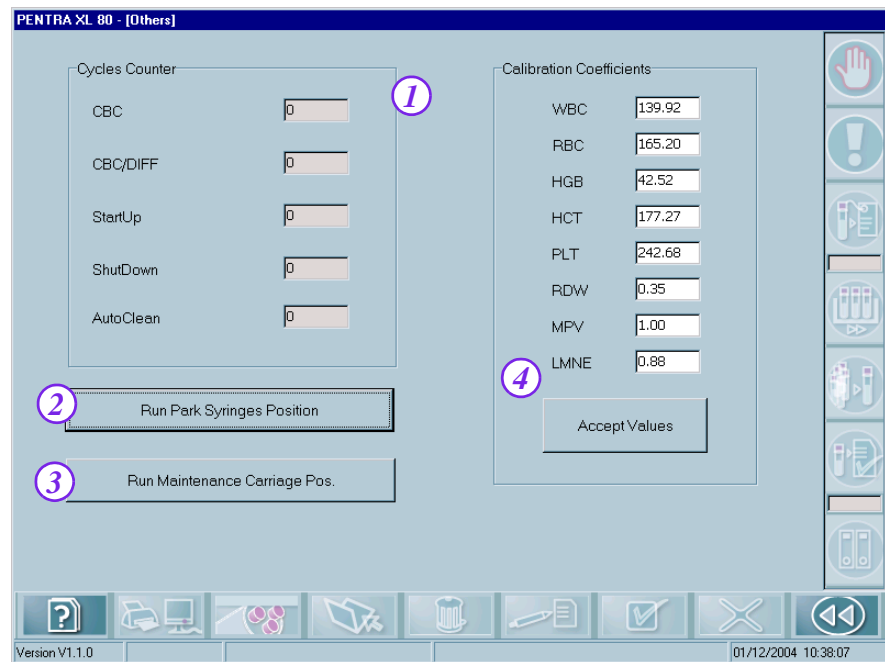 PENTRA XL 80 - [Others]
Cycles Counter
1
CBC 0
CBC/DIFF 0
StartUp 0
ShutDown 0
AutoClean 0
2 Run Park Syringes Position
3 Run Maintenance Carriage Pos.
Calibration Coefficients
WBC 139.92
RBC 165.20
HGB 42.52
HCT 177.27
PLT 242.68
RDW 0.35
MPV 1.00
LMNE 0.88
4
Accept Values
?
Version V1.1.0
01/12/2004 10:38:07